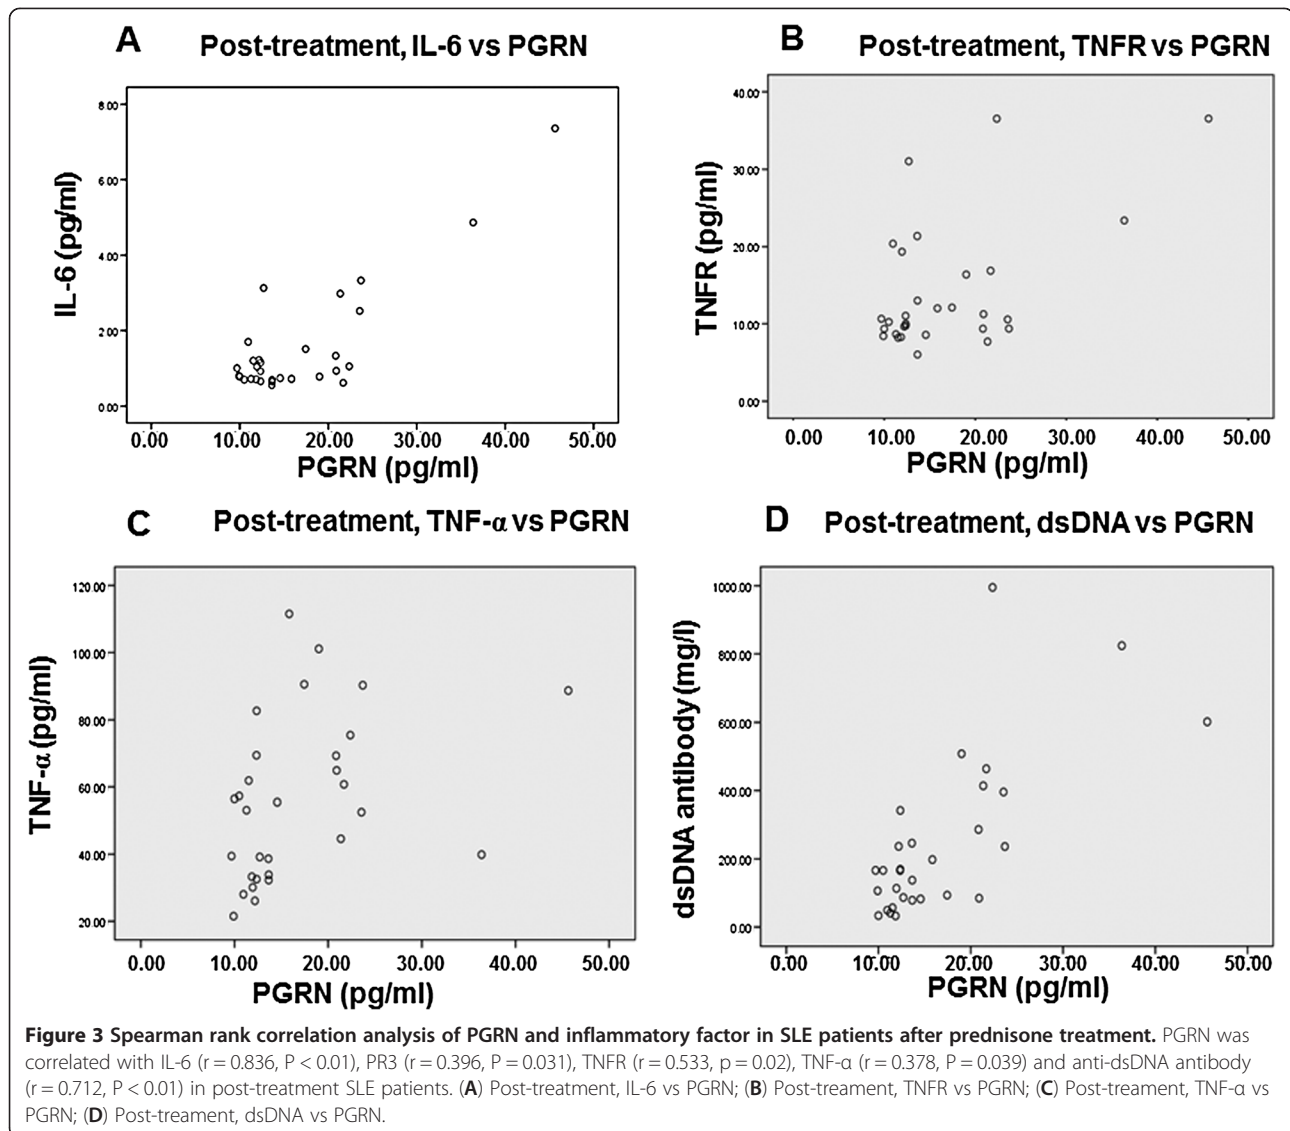 A
Post-treatment, IL-6 vs PGRN
IL-6 (pg/ml)
8.00
6.00
4.00
2.00
0.00
0.00 10.00 20.00 30.00 40.00 50.00
PGRN (pg/ml)
B
Post-treatment, TNFR vs PGRN
TNFR (pg/ml)
40.00
30.00
20.00
10.00
0.00
0.00 10.00 20.00 30.00 40.00 50.00
PGRN (pg/ml)
C
Post-treatment, TNF-α vs PGRN
TNF-α (pg/ml)
120.00
100.00
80.00
60.00
40.00
20.00
0.00 10.00 20.00 30.00 40.00 50.00
PGRN (pg/ml)
D
Post-treatment, dsDNA vs PGRN
dsDNA antibody (mg/l)
1000.00
800.00
600.00
400.00
200.00
0.00
0.00 10.00 20.00 30.00 40.00 50.00
PGRN (pg/ml)
Figure 3 Spearman rank correlation analysis of PGRN and inflammatory factor in SLE patients after prednisone treatment. PGRN was
correlated with IL-6 (r = 0.836, P < 0.01), PR3 (r = 0.396, P = 0.031), TNFR (r = 0.533, p = 0.02), TNF-α (r = 0.378, P = 0.039) and anti-dsDNA antibody
(r = 0.712, P < 0.01) in post-treatment SLE patients. (A) Post-treatment, IL-6 vs PGRN; (B) Post-treament, TNFR vs PGRN; (C) Post-treament, TNF-α vs
PGRN; (D) Post-treament, dsDNA vs PGRN.